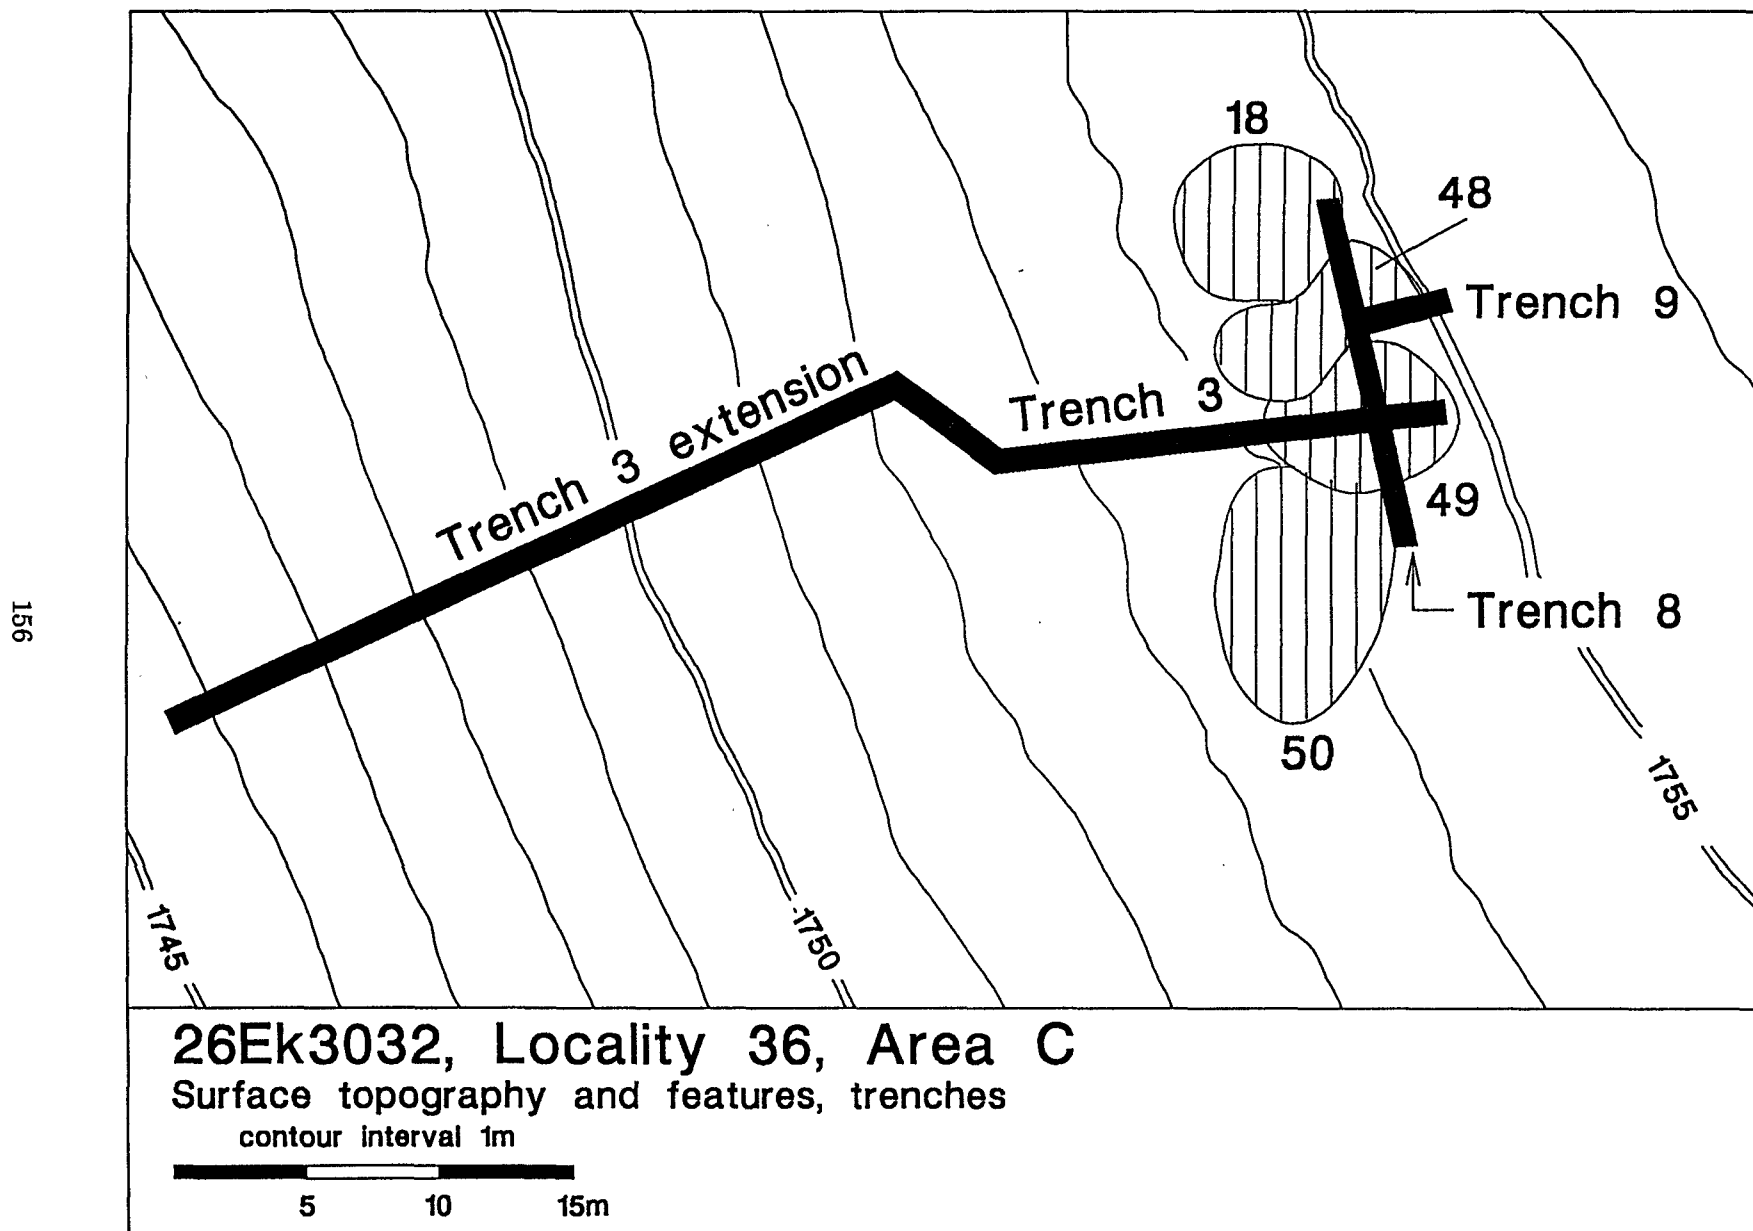 18
48
Trench 9
Trench 3
Trench 3 extension
49
Trench 8
50
1755
1750
1745
156
26Ek3032, Locality 36, Area C
Surface topography and features, trenches
contour interval 1m
5 10 15m